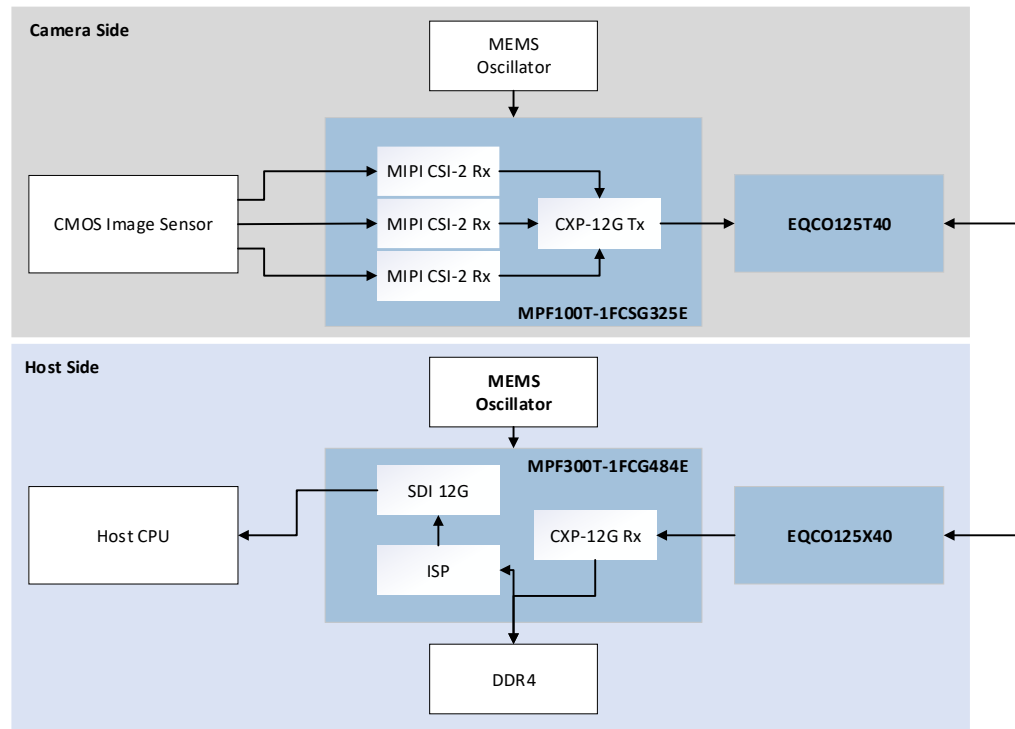 Camera Side
MEMS
Oscillator
MIPI CSI-2 Rx
CMOS Image Sensor
MIPI CSI-2 Rx
CXP-12G Tx
EQCO125T40
MIPI CSI-2 Rx
MPF100T-1FCSG325E
Host Side
MEMS
Oscillator
MPF300T-1FCG484E
SDI 12G
Host CPU
CXP-12G Rx
EQCO125X40
ISP
DDR4